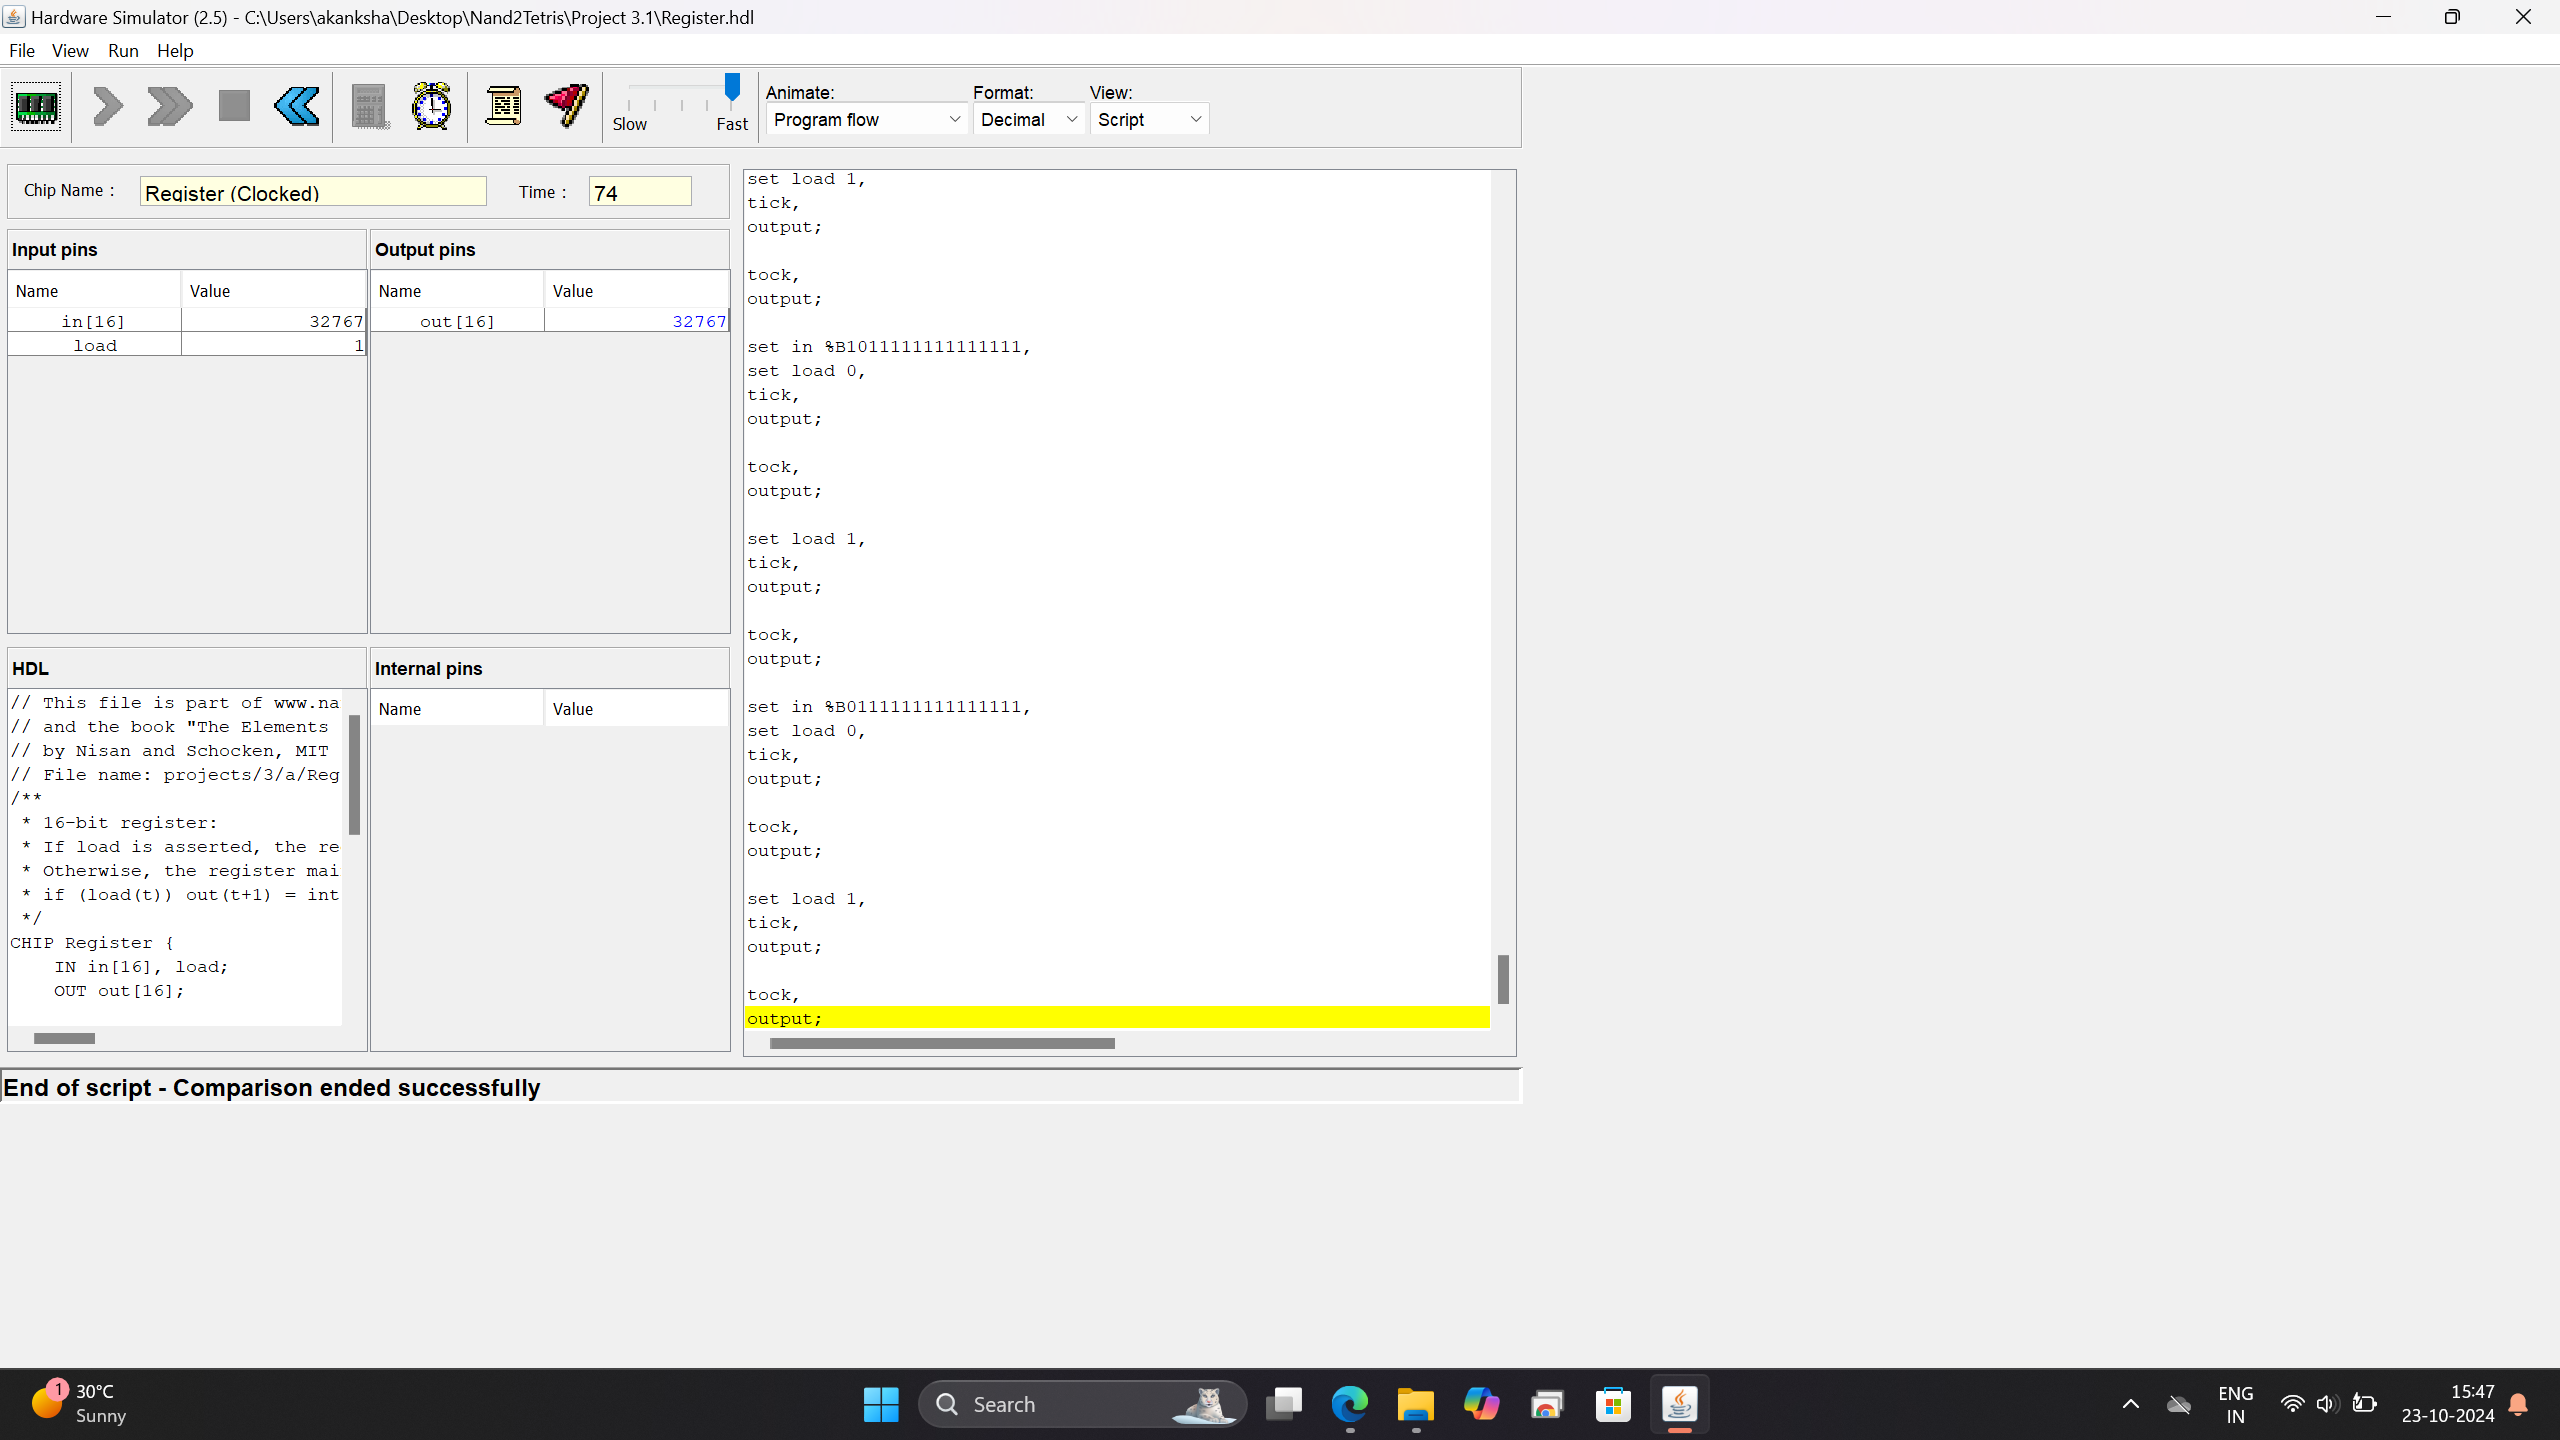 Hardware Simulator (2.5) - C:\Users\akanksha\Desktop\Nand2Tetris\Project 3.1\Register.hdl
File View Run Help
Slow Fast
Animate: Format: View:
Program flow Decimal Script
Chip Name : Register (Clocked) Time : 74
Input pins
Name Value
in[16] 32767
load 1
Output pins
Name Value
out[16] 32767
HDL
// This file is part of www.na
// and the book "The Elements
// by Nisan and Schocken, MIT
// File name: projects/3/a/Reg
/**
* 16-bit register:
* If load is asserted, the re
* Otherwise, the register mai
* if (load(t)) out(t+1) = int
*/
CHIP Register {
IN in[16], load;
OUT out[16];
Internal pins
Name Value
set load 1,
tick,
output;
tock,
output;
set in %B1011111111111111,
set load 0,
tick,
output;
tock,
output;
set load 1,
tick,
output;
tock,
output;
set in %B0111111111111111,
set load 0,
tick,
output;
tock,
output;
set load 1,
tick,
output;
tock,
output;
End of script - Comparison ended successfully
1
30°C
Sunny
Search
ENG
IN
15:47
23-10-2024